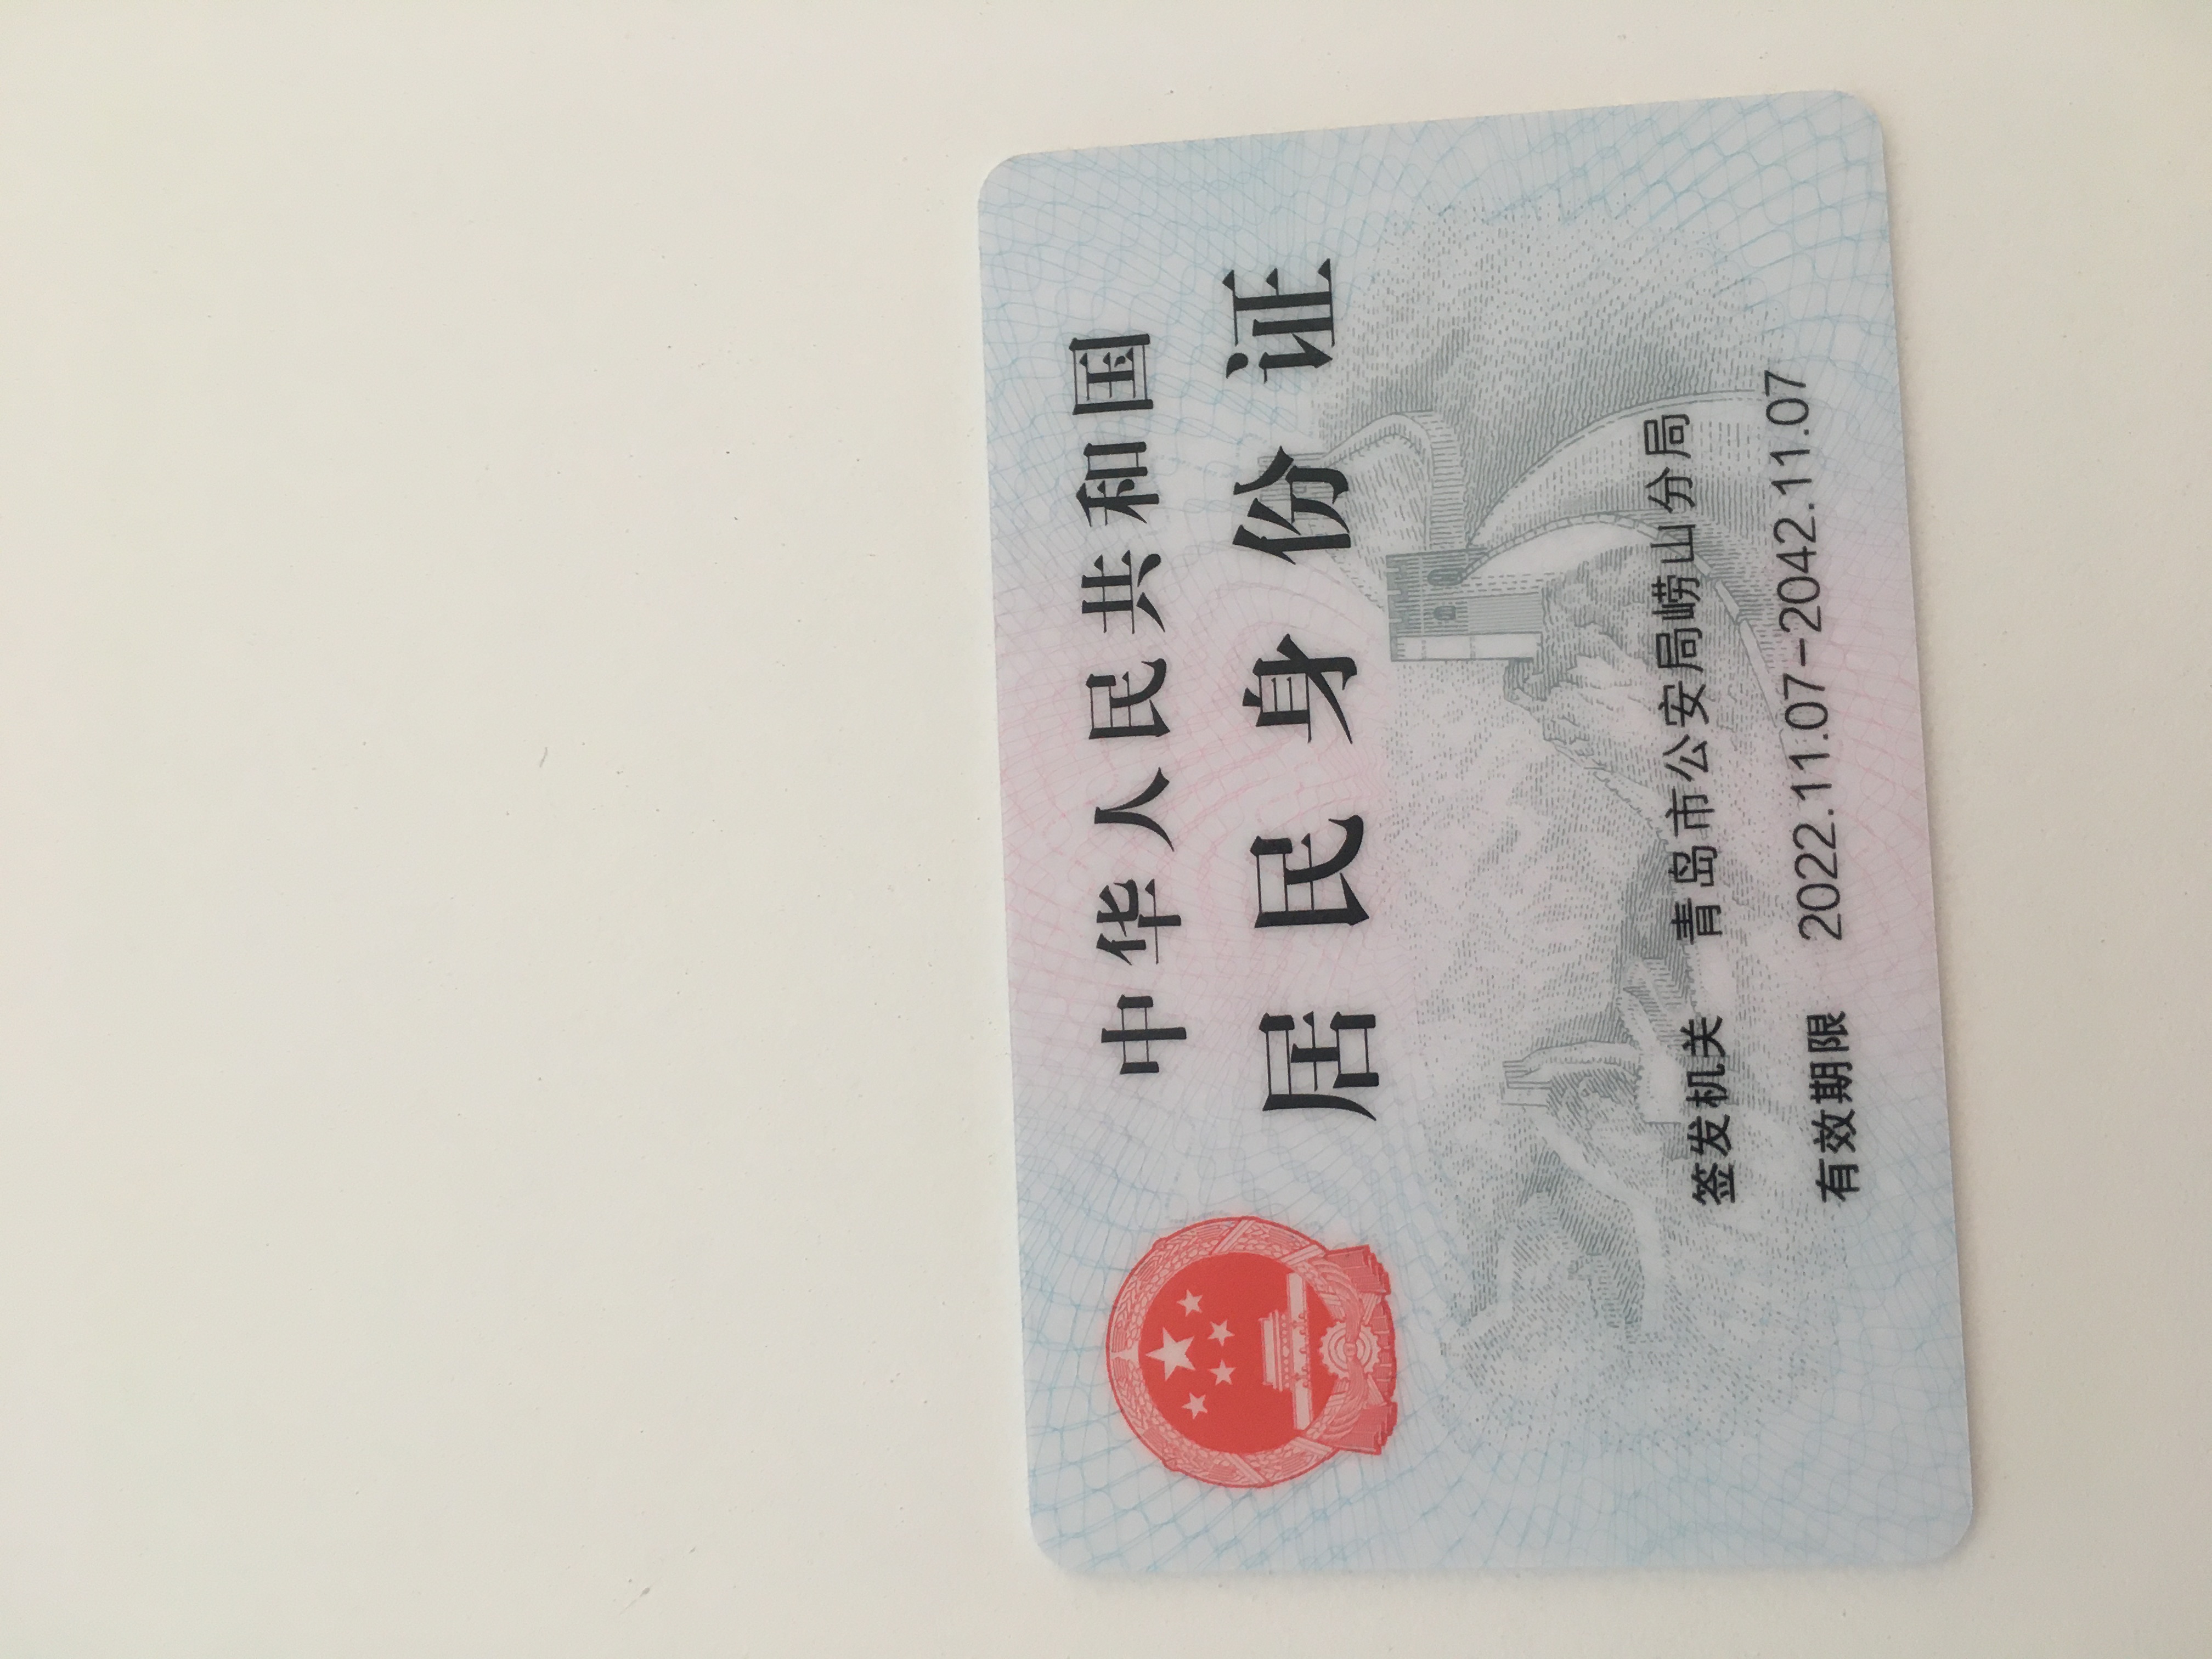 中华人民共和国
居民身份证
签发机关 青岛市公安局崂山分局
有效期限 2022.11.07-2042.11.07